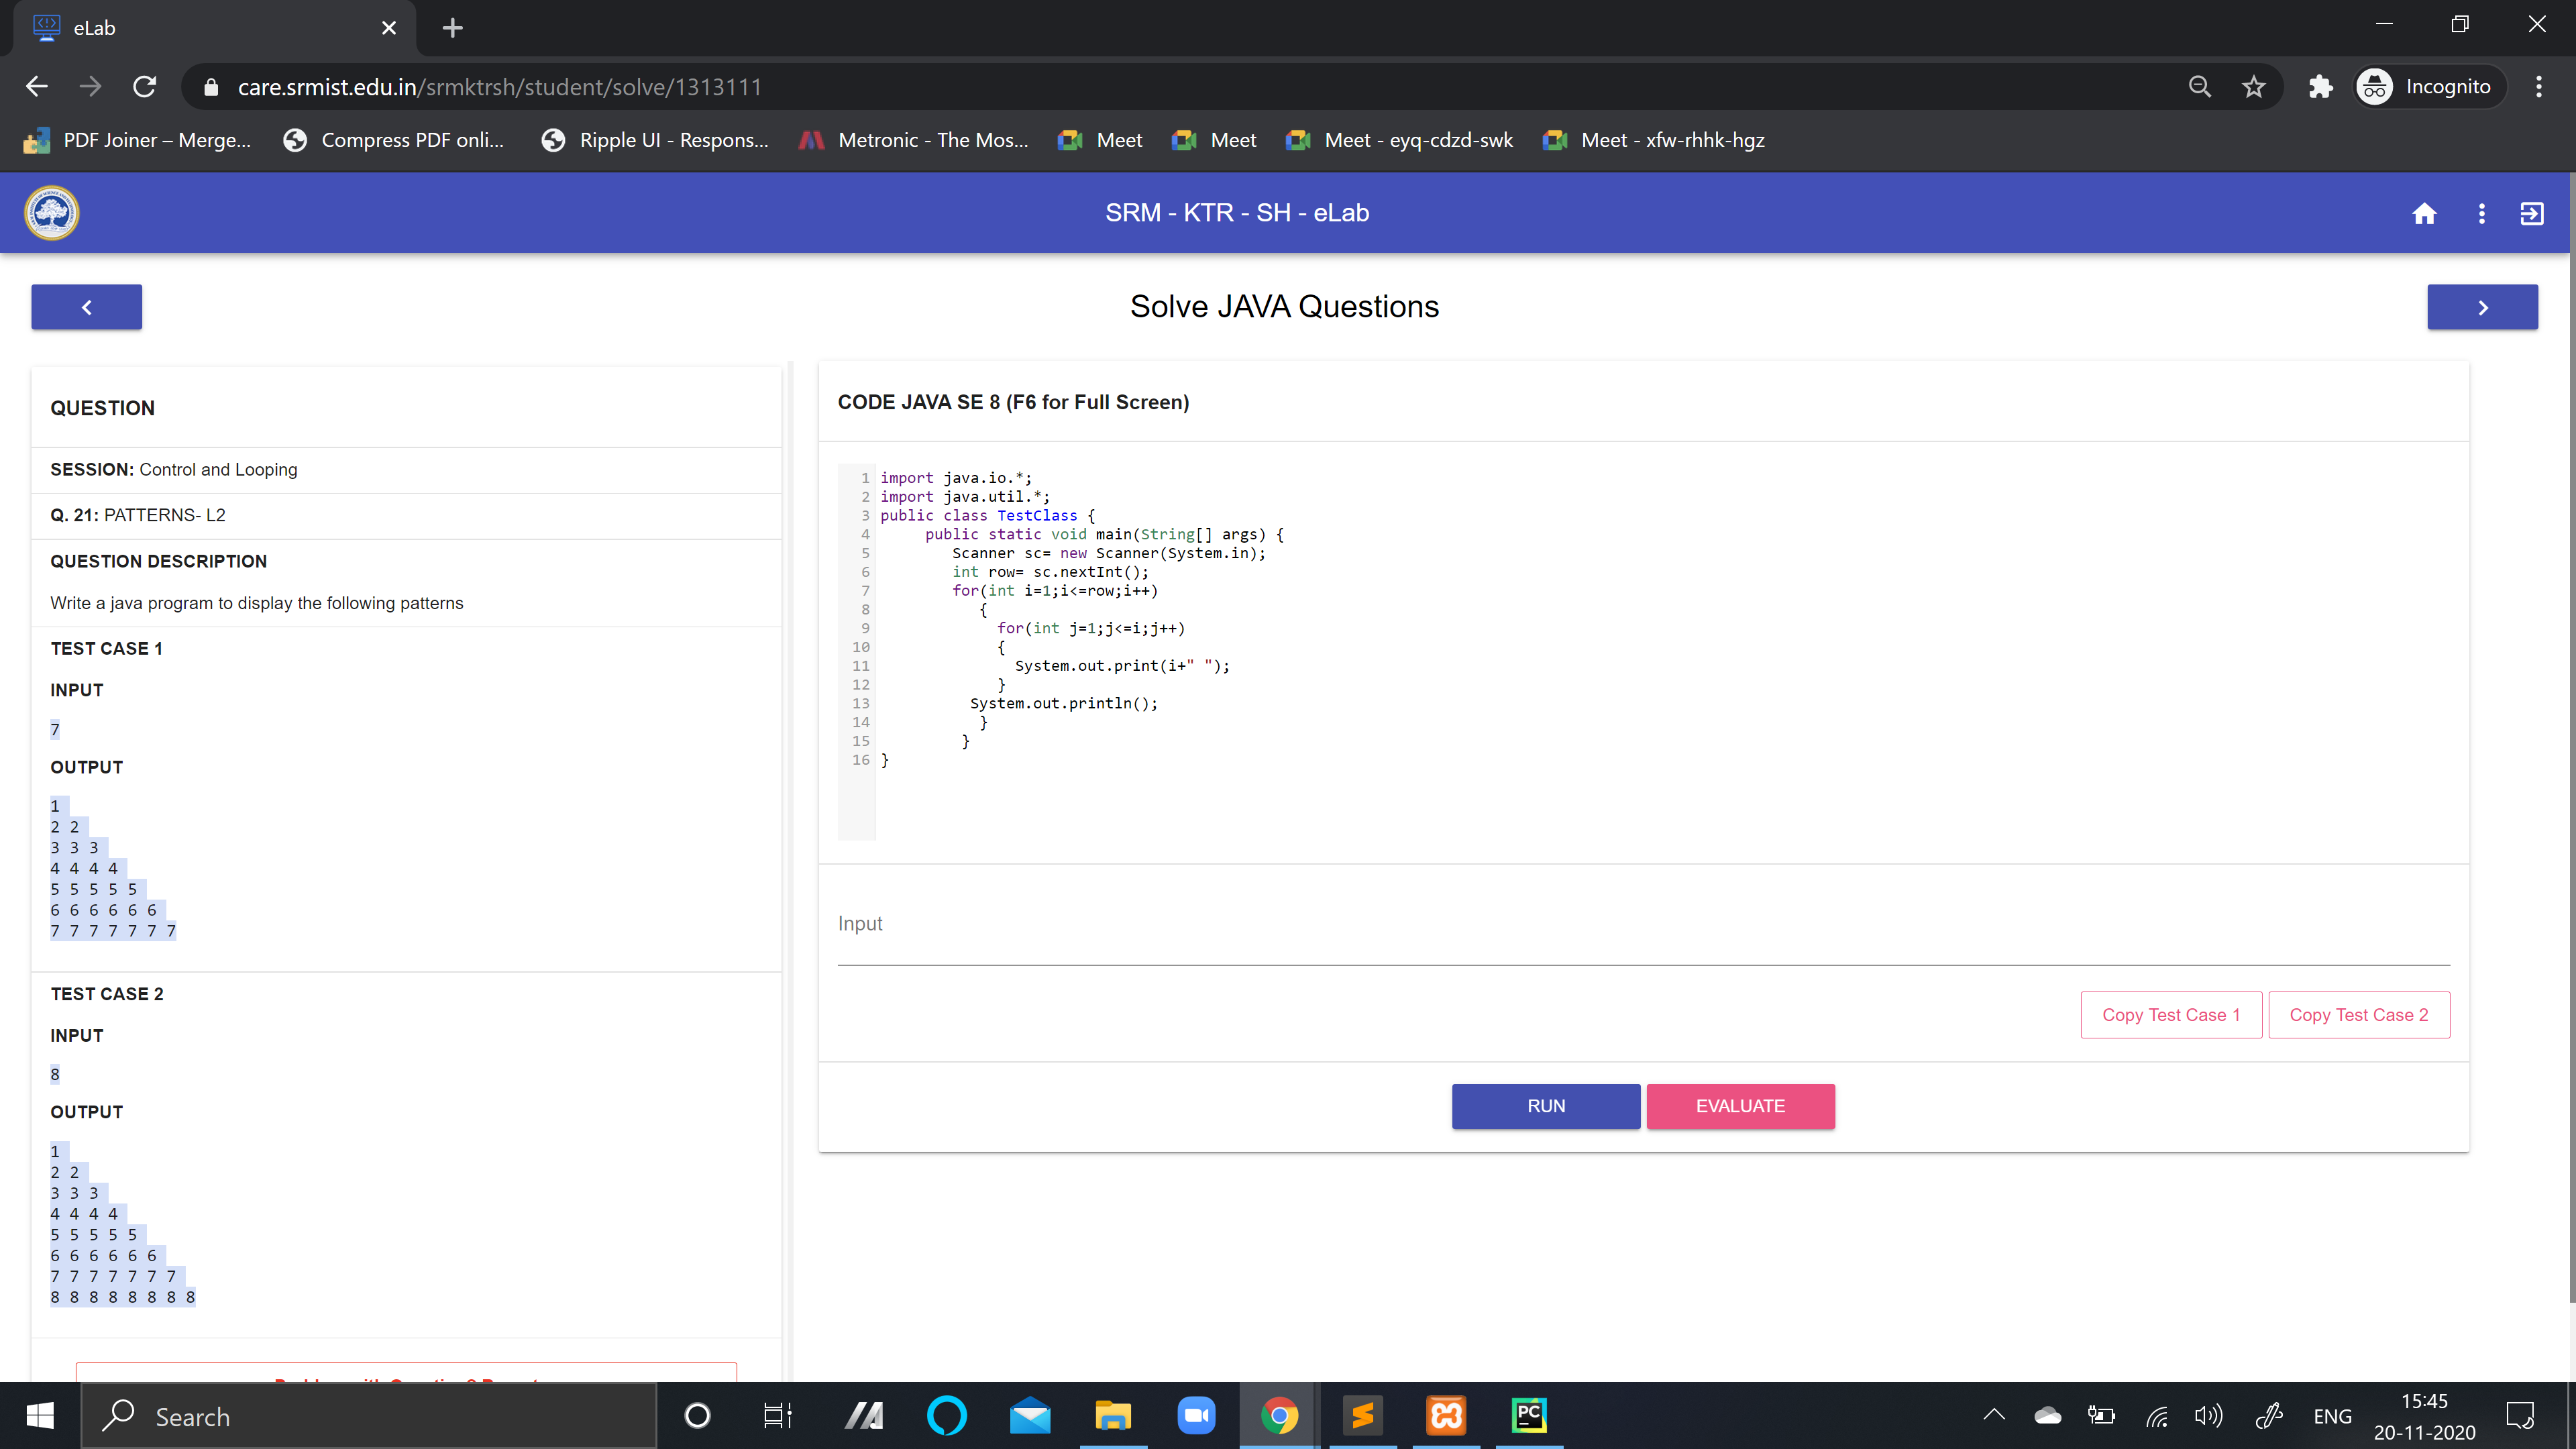 eLab
care.srmist.edu.in/srmktrsh/student/solve/1313111
Incognito
PDF Joiner – Merge...
Compress PDF onli...
Ripple UI - Respons...
Metronic - The Mos...
Meet
Meet
Meet - eyq-cdzd-swk
Meet - xfw-rhhk-hgz
SRM - KTR - SH - eLab
Solve JAVA Questions
QUESTION
SESSION: Control and Looping
Q. 21: PATTERNS- L2
QUESTION DESCRIPTION
Write a java program to display the following patterns
TEST CASE 1
INPUT
7
OUTPUT
1
2 2
3 3 3
4 4 4 4
5 5 5 5 5
6 6 6 6 6 6
7 7 7 7 7 7 7
TEST CASE 2
INPUT
8
OUTPUT
1
2 2
3 3 3
4 4 4 4
5 5 5 5 5
6 6 6 6 6 6
7 7 7 7 7 7 7
8 8 8 8 8 8 8 8
CODE JAVA SE 8 (F6 for Full Screen)
1 import java.io.*;
2 import java.util.*;
3 public class TestClass {
4 public static void main(String[] args) {
5 Scanner sc= new Scanner(System.in);
6 int row= sc.nextInt();
7 for(int i=1;i<=row;i++)
8 {
9 for(int j=1;j<=i;j++)
10 {
11 System.out.print(i+" ");
12 }
13 System.out.println();
14 }
15 }
16 }
Input
Copy Test Case 1
Copy Test Case 2
RUN
EVALUATE
Search
PC
ENG
15:45
20-11-2020